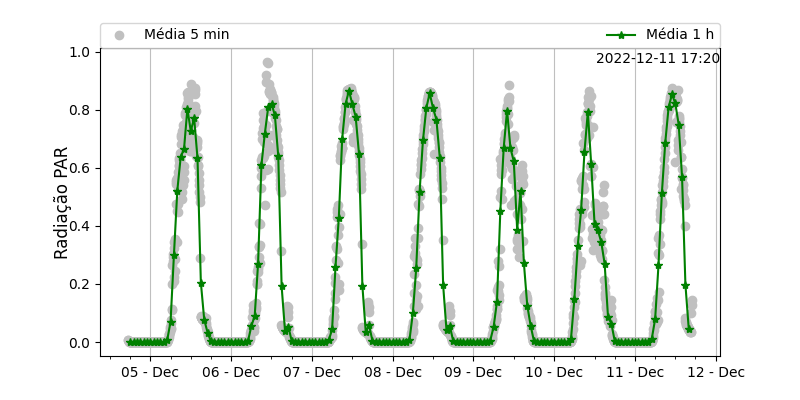 Média 5 min
Média 1 h
2022-12-11 17:20
Radiação PAR
1.0
0.8
0.6
0.4
0.2
0.0
05 - Dec
06 - Dec
07 - Dec
08 - Dec
09 - Dec
10 - Dec
11 - Dec
12 - Dec